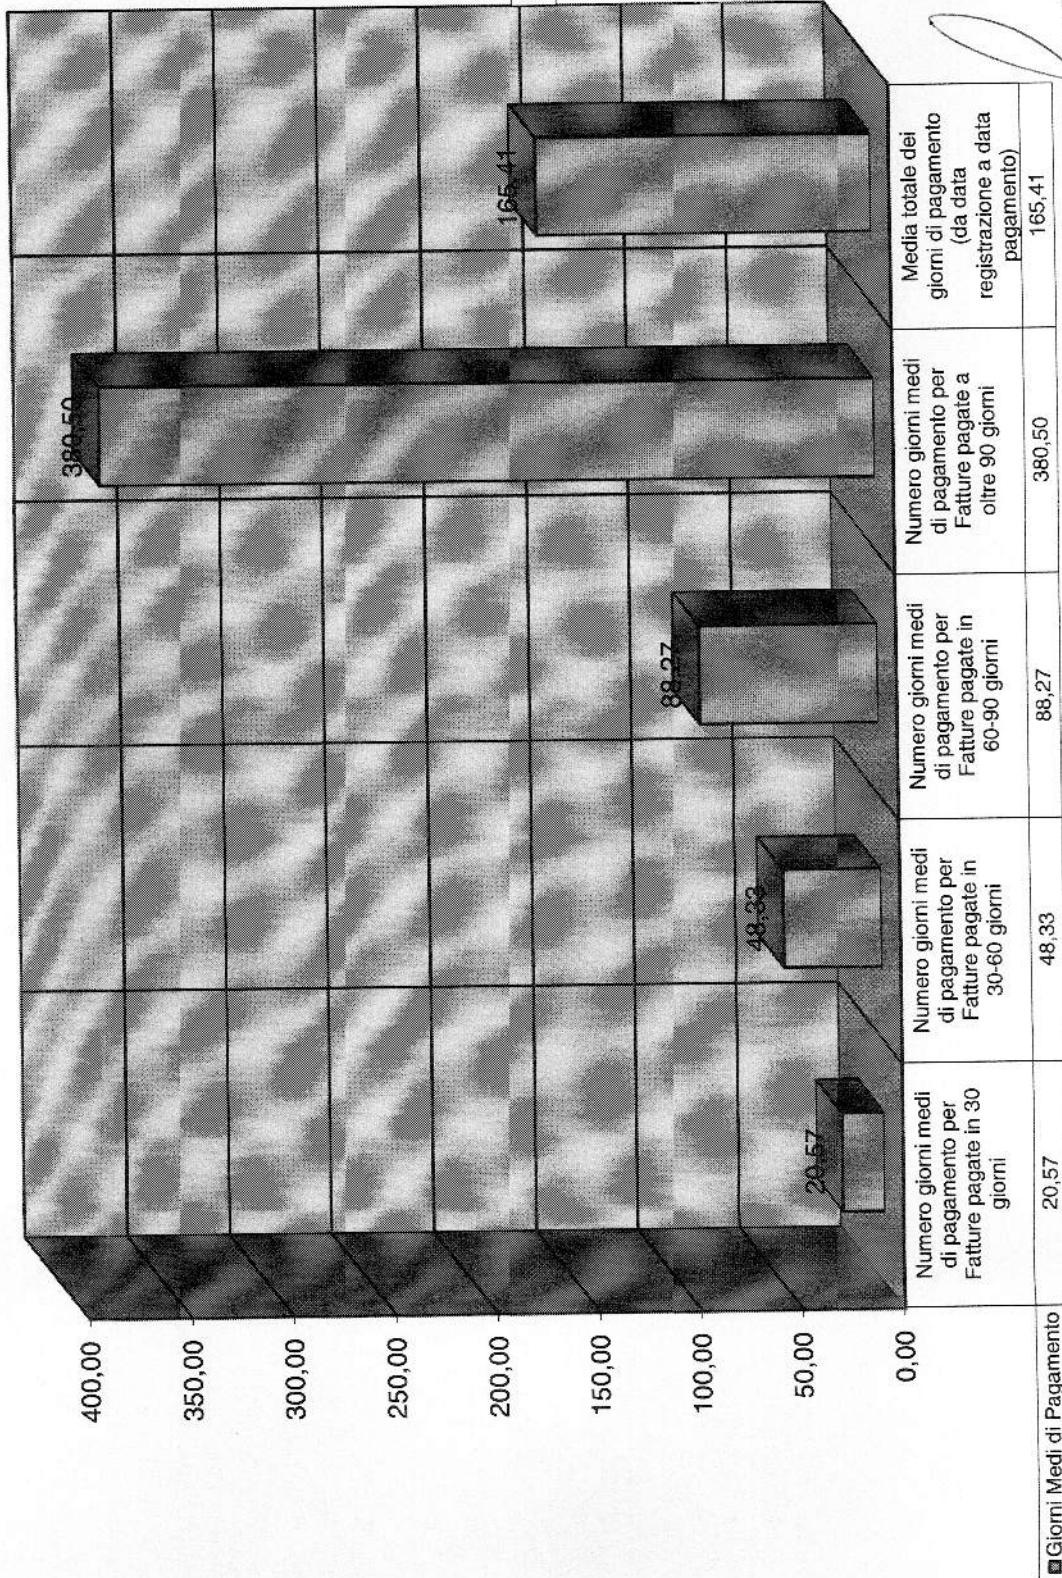 400,00
350,00
300,00
250,00
200,00
150,00
100,00
50,00
0,00
20,57
48,33
88,27
380,50
165,41
Numero giorni medi
di pagamento per
Fatture pagate in 30
giorni
Numero giorni medi
di pagamento per
Fatture pagate in
30-60 giorni
Numero giorni medi
di pagamento per
Fatture pagate in
60-90 giorni
Numero giorni medi
di pagamento per
Fatture pagate a
oltre 90 giorni
Media totale dei
giorni di pagamento
(da data
registrazione a data
pagamento)
Giorni Medi di Pagamento
20,57
48,33
88,27
380,50
165,41